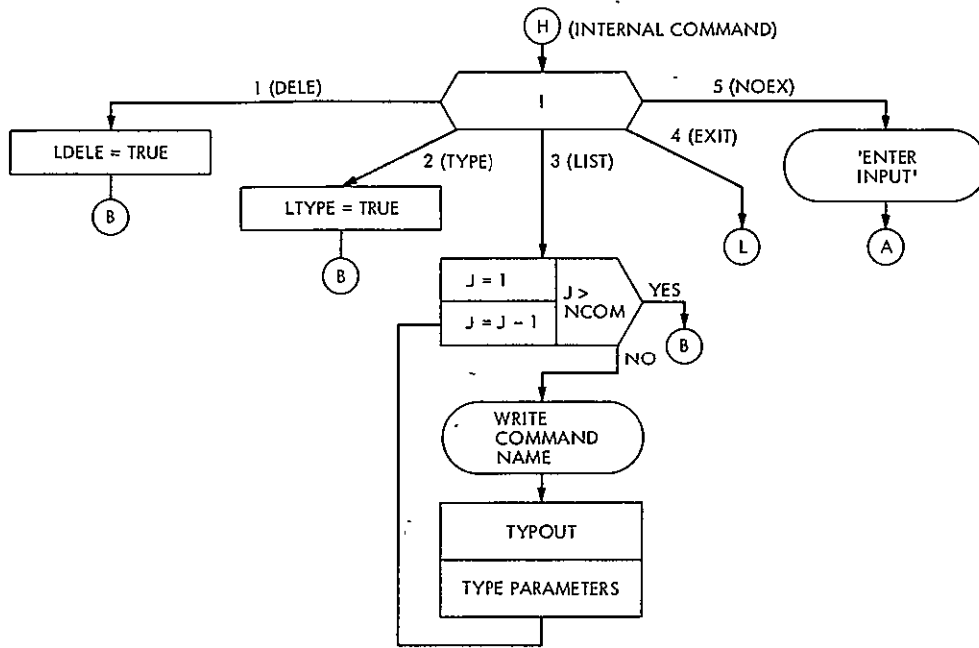 H (INTERNAL COMMAND)
1 (DELE)
I
5 (NOEX)
LDELE = TRUE
2 (TYPE)
3 (LIST)
4 (EXIT)
'ENTER
INPUT'
B
LTYPE = TRUE
L
A
B
J = 1
J >
NCOM
YES
J = J - 1
B
NO
WRITE
COMMAND
NAME
TYPOUT
TYPE PARAMETERS